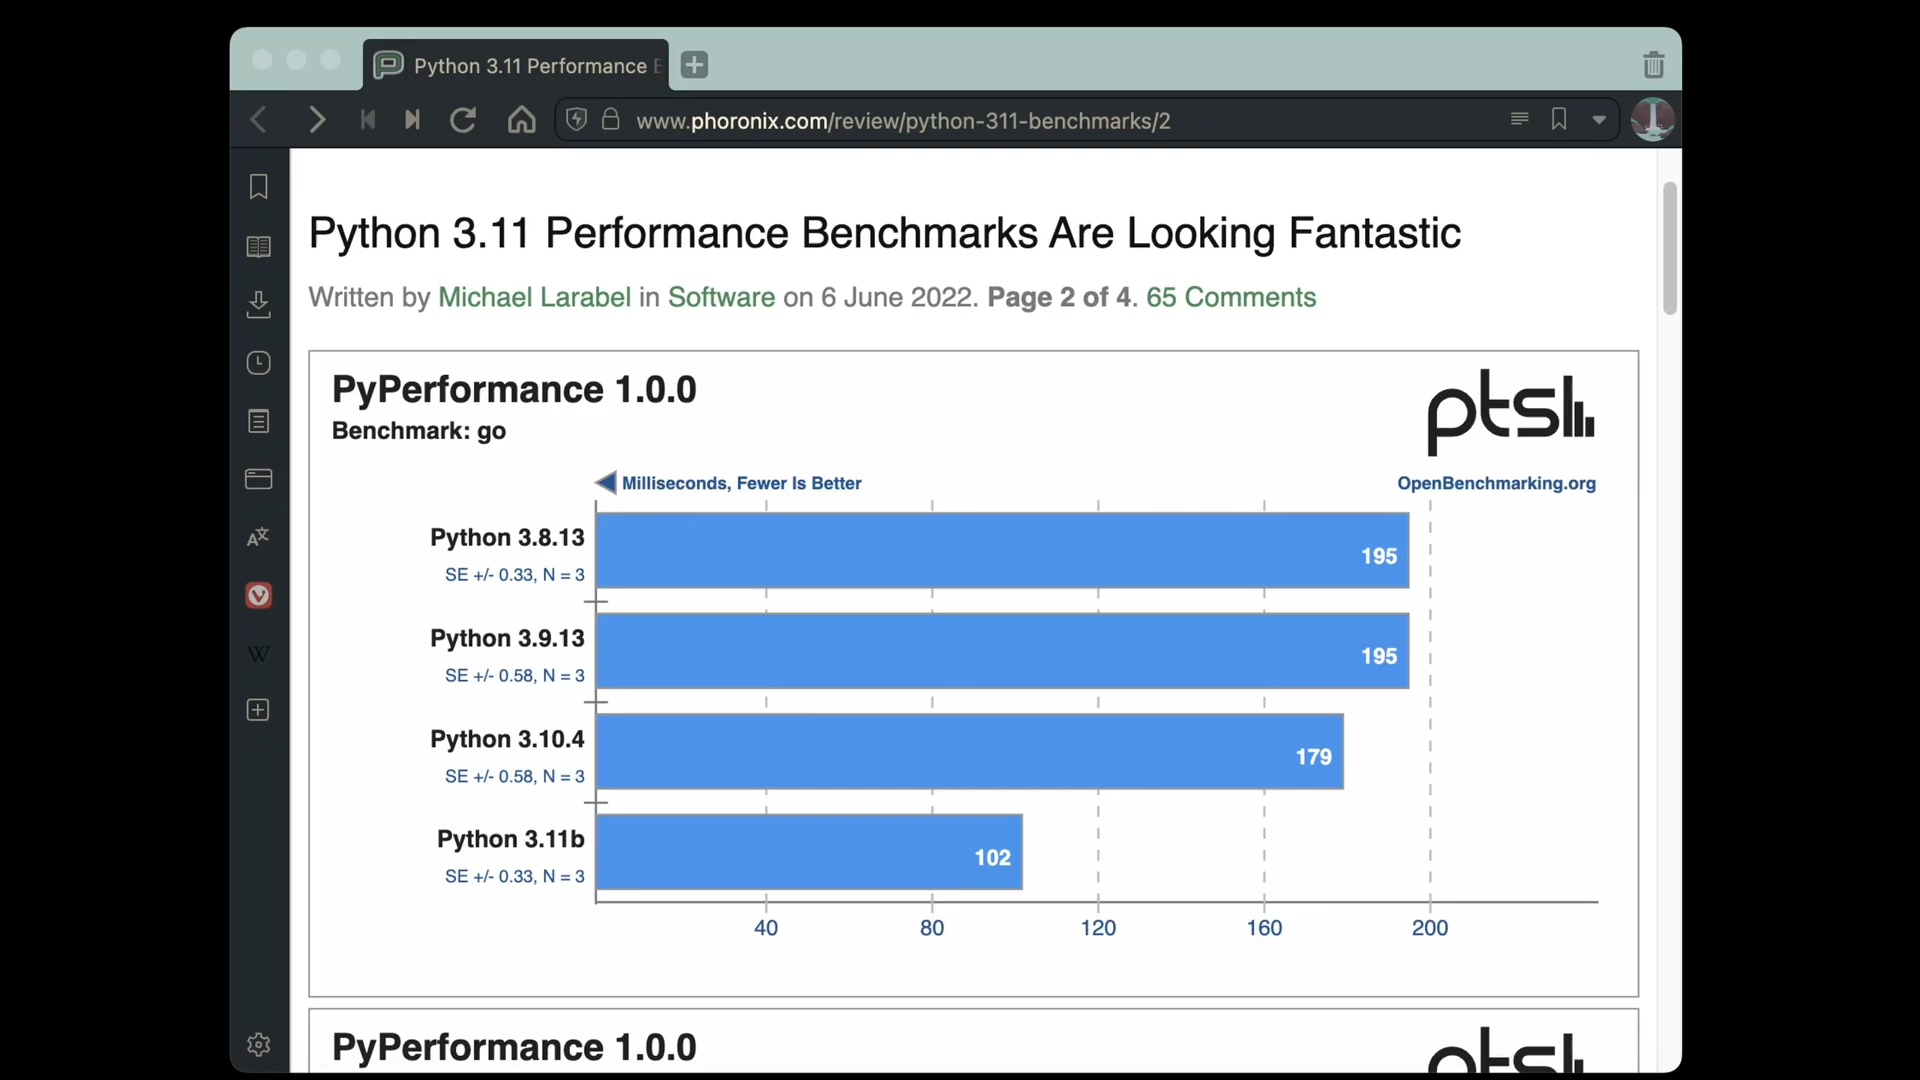 Python 3.11 Performance
www.phoronix.com/review/python-311-benchmarks/2
Python 3.11 Performance Benchmarks Are Looking Fantastic
Written by Michael Larabel in Software on 6 June 2022. Page 2 of 4. 65 Comments
PyPerformance 1.0.0
Benchmark: go
pts
Milliseconds, Fewer Is Better
OpenBenchmarking.org
Python 3.8.13
SE +/- 0.33, N = 3
195
Python 3.9.13
SE +/- 0.58, N = 3
195
Python 3.10.4
SE +/- 0.58, N = 3
179
Python 3.11b
SE +/- 0.33, N = 3
102
40 80 120 160 200
PyPerformance 1.0.0
pts
W